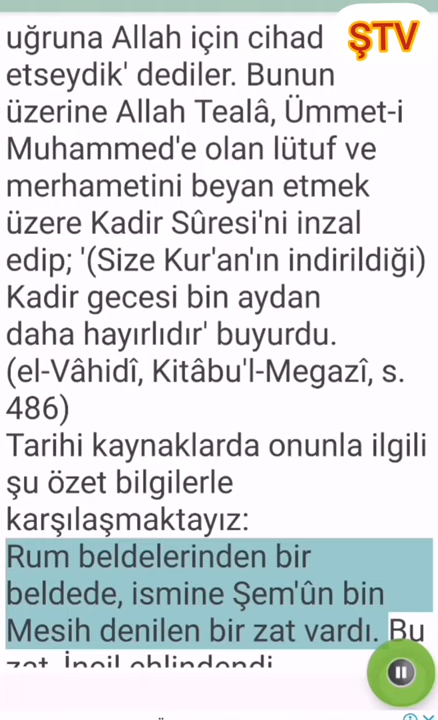 uğruna Allah için cihad
ŞTV
etseydik' dediler. Bunun
üzerine Allah Tealâ, Ümmet-i
Muhammed'e olan lütuf ve
merhametini beyan etmek
üzere Kadir Sûresi'ni inzal
edip; '(Size Kur'an'ın indirildiği)
Kadir gecesi bin aydan
daha hayırlıdır' buyurdu.
(el-Vâhidî, Kitâbu'l-Megazî, s.
486)
Tarihi kaynaklarda onunla ilgili
şu özet bilgilerle
karşılaşmaktayız:
Rum beldelerinden bir
beldede, ismine Şem'ûn bin
Mesih denilen bir zat vardı. Bu
zat, İncil ehlindendi